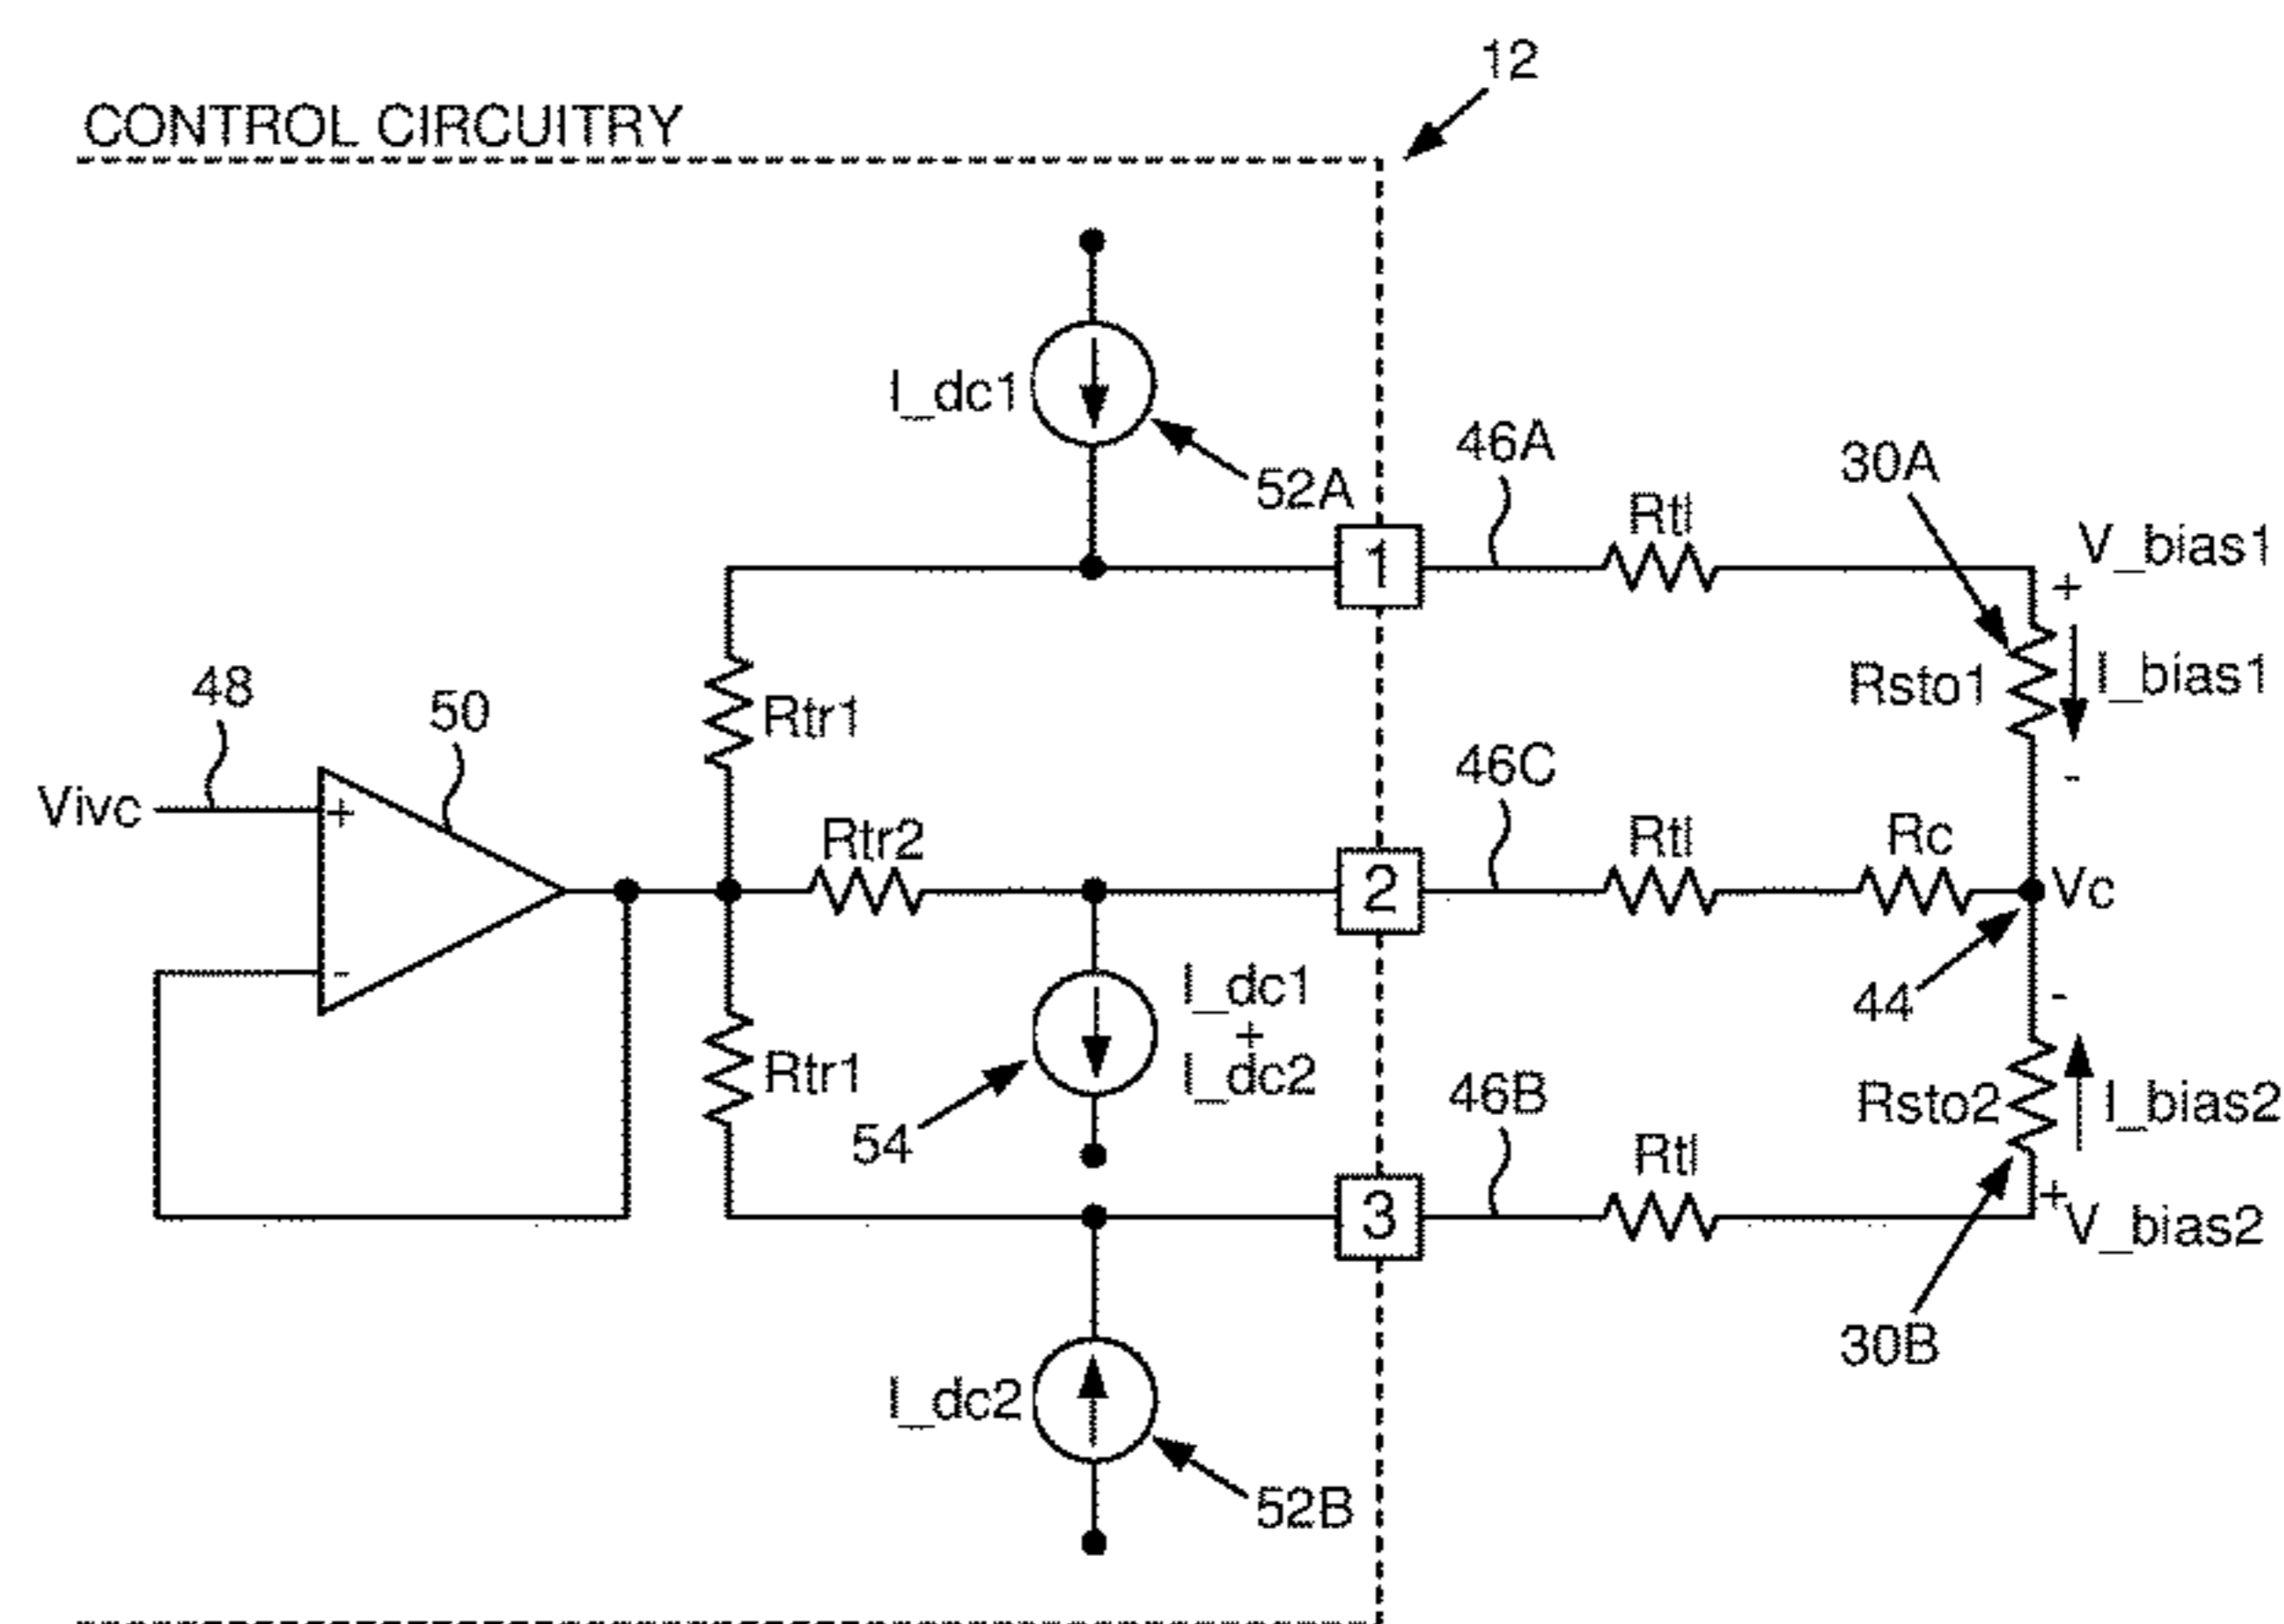 12
CONTROL CIRCUITRY
I_dc1
52A
46A
30A
Rtl
V_bias1
1
+
Rsto1
I_bias1
-
48
50
Rtr1
46C
Vivc
+
Rtr2
Rtl
Rc
2
Vc
-
I_dc1
+
I_dc2
44
-
Rtr1
54
46B
Rsto2
I_bias2
Rtl
3
+
V_bias2
I_dc2
30B
52B